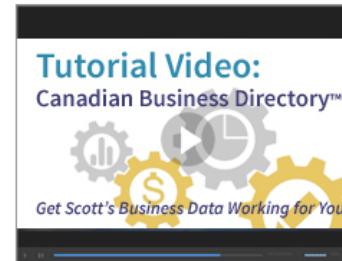 Tutorial Video:
Canadian Business Directory™
Get Scott's Business Data Working for You